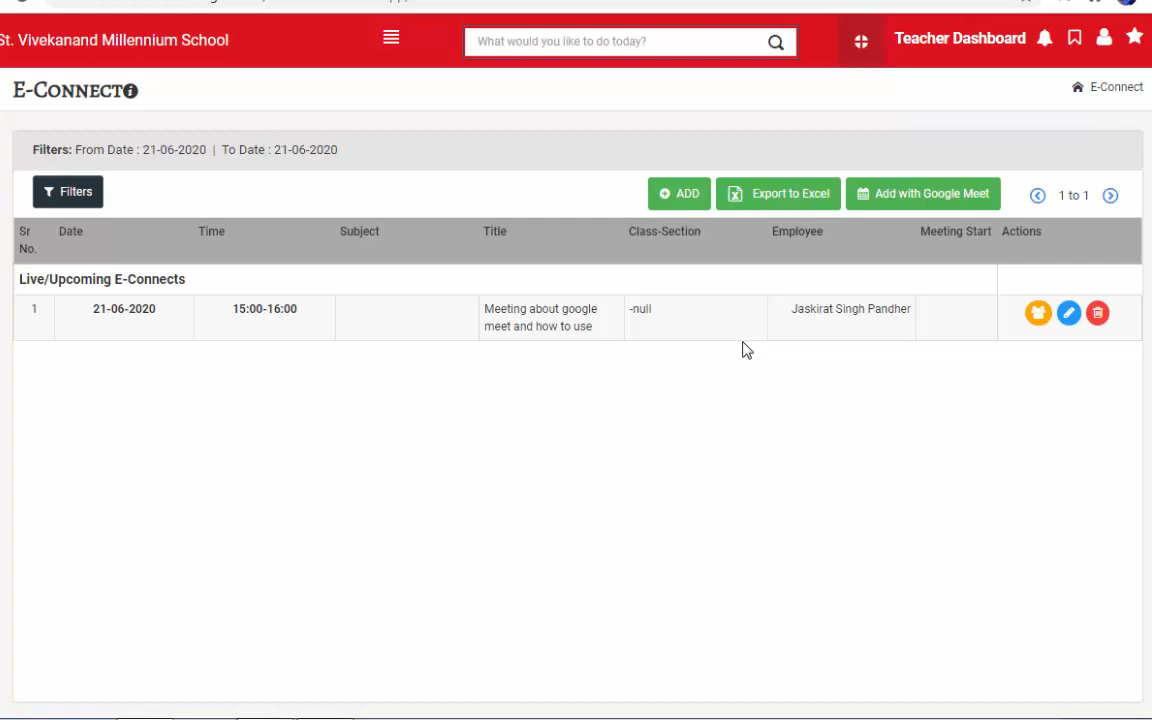 St. Vivekanand Millennium School
What would you like to do today?
Teacher Dashboard
E-Connect
E-Connect
Filters: From Date : 21-06-2020 | To Date : 21-06-2020
Filters
ADD
Export to Excel
Add with Google Meet
1 to 1
Sr No. Date Time Subject Title Class-Section Employee Meeting Start Actions
Live/Upcoming E-Connects
1 21-06-2020 15:00-16:00 Meeting about google -null Jaskirat Singh Pandher
meet and how to use